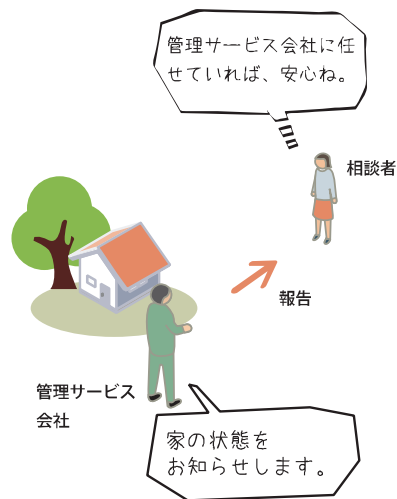 管理サービス会社に任
せていれば、安心ね。
相談者
報告
管理サービス
会社
家の状態を
お知らせします。